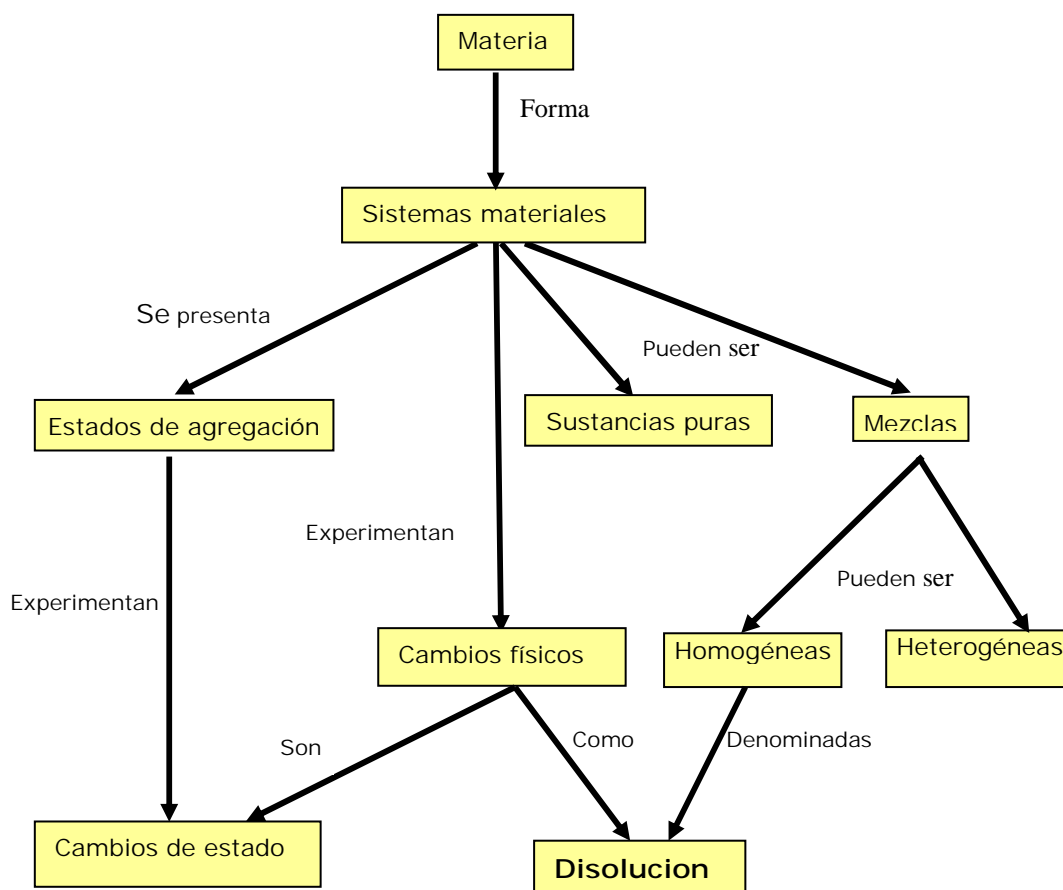 Materia
Forma
Sistemas materiales
Se presenta
Pueden ser
Estados de agregación
Sustancias puras
Mezclas
Experimentan
Pueden ser
Experimentan
Cambios físicos
Homogéneas
Heterogéneas
Son
Como
Denominadas
Cambios de estado
Disolucion